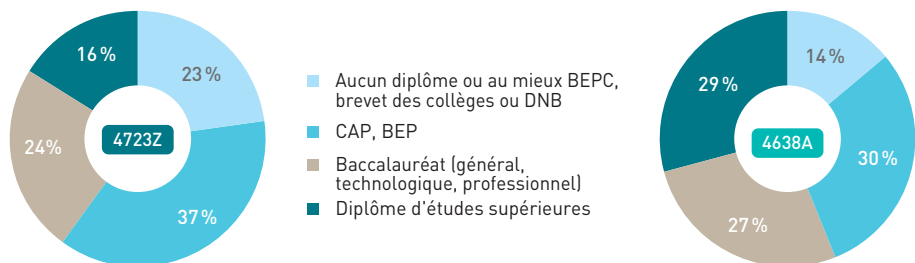 16 %
23 %
24%
4723Z
37 %
Aucun diplôme ou au mieux BEPC,
brevet des collèges ou DNB
CAP, BEP
Baccalauréat (général,
technologique, professionnel)
Diplôme d'études supérieures
14 %
29 %
4638A
30 %
27 %